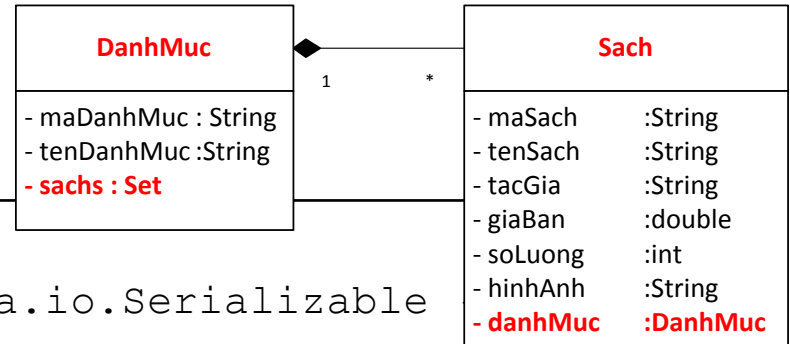 DanhMuc
- maDanhMuc : String
- tenDanhMuc :String
- sachs : Set
1
*
Sach
- maSach :String
- tenSach :String
- tacGia :String
- giaBan :double
- soLuong :int
- hinhAnh :String
- danhMuc :DanhMuc
a.io.Serializable